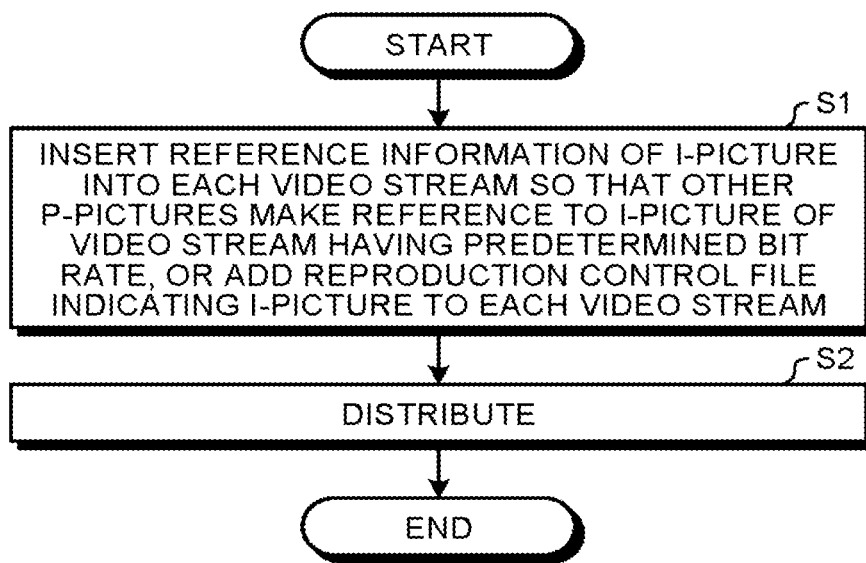 START
S1
INSERT REFERENCE INFORMATION OF I-PICTURE
INTO EACH VIDEO STREAM SO THAT OTHER
P-PICTURES MAKE REFERENCE TO I-PICTURE OF
VIDEO STREAM HAVING PREDETERMINED BIT
RATE, OR ADD REPRODUCTION CONTROL FILE
INDICATING I-PICTURE TO EACH VIDEO STREAM
S2
DISTRIBUTE
END